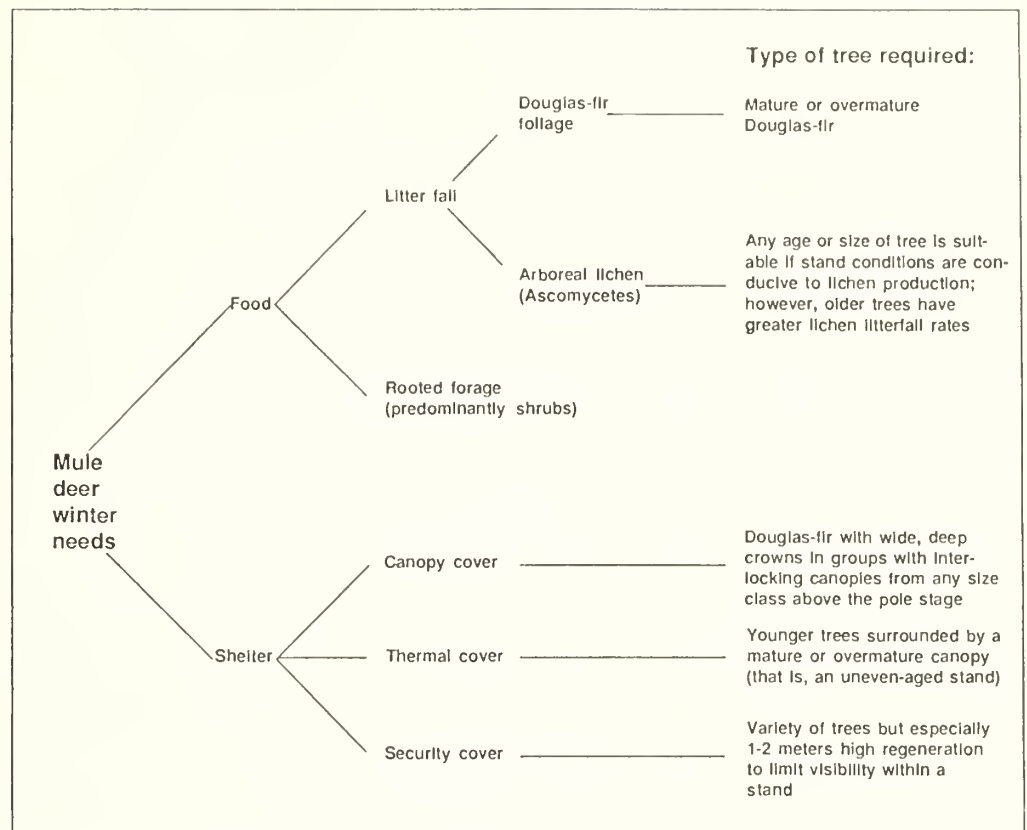 Type of tree required:
Douglas-fir
foliage
Mature or overmature
Douglas-fir
Litter fall
Arboreal lichen
(Ascomycetes)
Any age or size of tree is suit-
able if stand conditions are con-
ducive to lichen production;
however, older trees have
greater lichen litterfall rates
Food
Rooted forage
(predominantly shrubs)
Mule
deer
winter
needs
Canopy cover
Douglas-fir with wide, deep
crowns in groups with inter-
locking canopies from any size
class above the pole stage
Shelter
Thermal cover
Younger trees surrounded by a
mature or overmature canopy
(that is, an uneven-aged stand)
Security cover
Variety of trees but especially
1-2 meters high regeneration
to limit visibility within a
stand